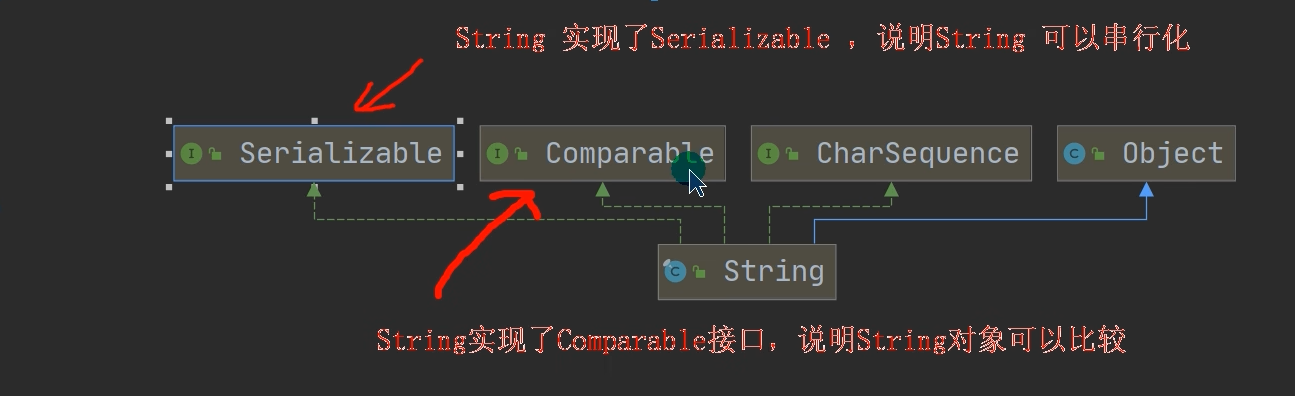 String 实现了Serializable ，说明String 可以串行化
Serializable
Comparable
CharSequence
Object
String
String实现了Comparable接口，说明String对象可以比较